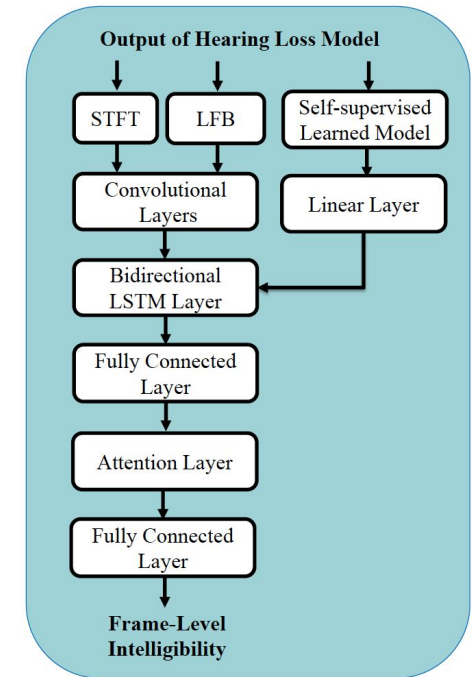 Output of Hearing Loss Model
STFT
LFB
Self-supervised
Learned Model
Convolutional
Layers
Linear Layer
Bidirectional
LSTM Layer
Fully Connected
Layer
Attention Layer
Fully Connected
Layer
Frame-Level
Intelligibility